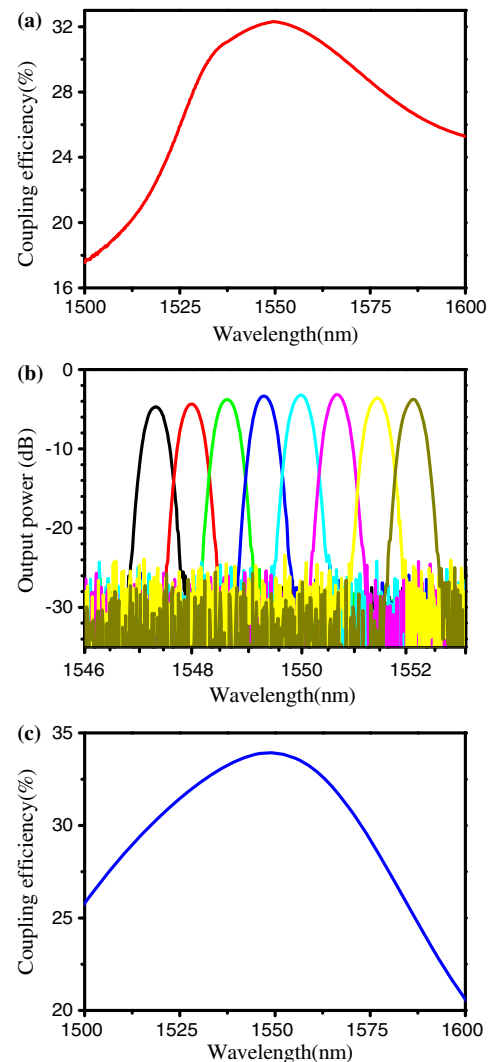 (a)
32
28
24
20
16
Coupling efficiency(%)
1500 1525 1550 1575 1600
Wavelength(nm)
(b)
0
-10
-20
-30
Output power (dB)
1546 1548 1550 1552
Wavelength(nm)
(c)
35
30
25
20
Coupling efficiency(%)
1500 1525 1550 1575 1600
Wavelength(nm)